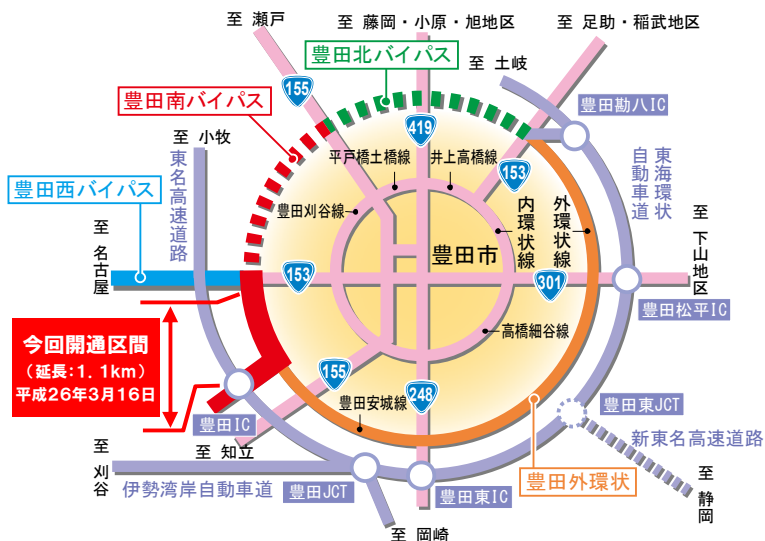 至 瀬戸
至 藤岡・小原・旭地区
至 足助・稲武地区
豊田北バイパス
至 土岐
豊田南バイパス
155
豊田勘八IC
419
至 小牧
平戸橋土橋線
井上高橋線
153
東海環状
自動車道
東名高速道路
豊田西バイパス
豊田刈谷線
内環状線
外環状線
至 名古屋
豊田市
至 下山地区
153
301
豊田松平IC
今回開通区間
（延長:1. 1km）
平成26年3月16日
高橋細谷線
155
248
豊田安城線
豊田IC
豊田東JCT
新東名高速道路
至 知立
至 刈谷
伊勢湾岸自動車道
豊田JCT
豊田東IC
豊田外環状
至 静岡
至 岡崎